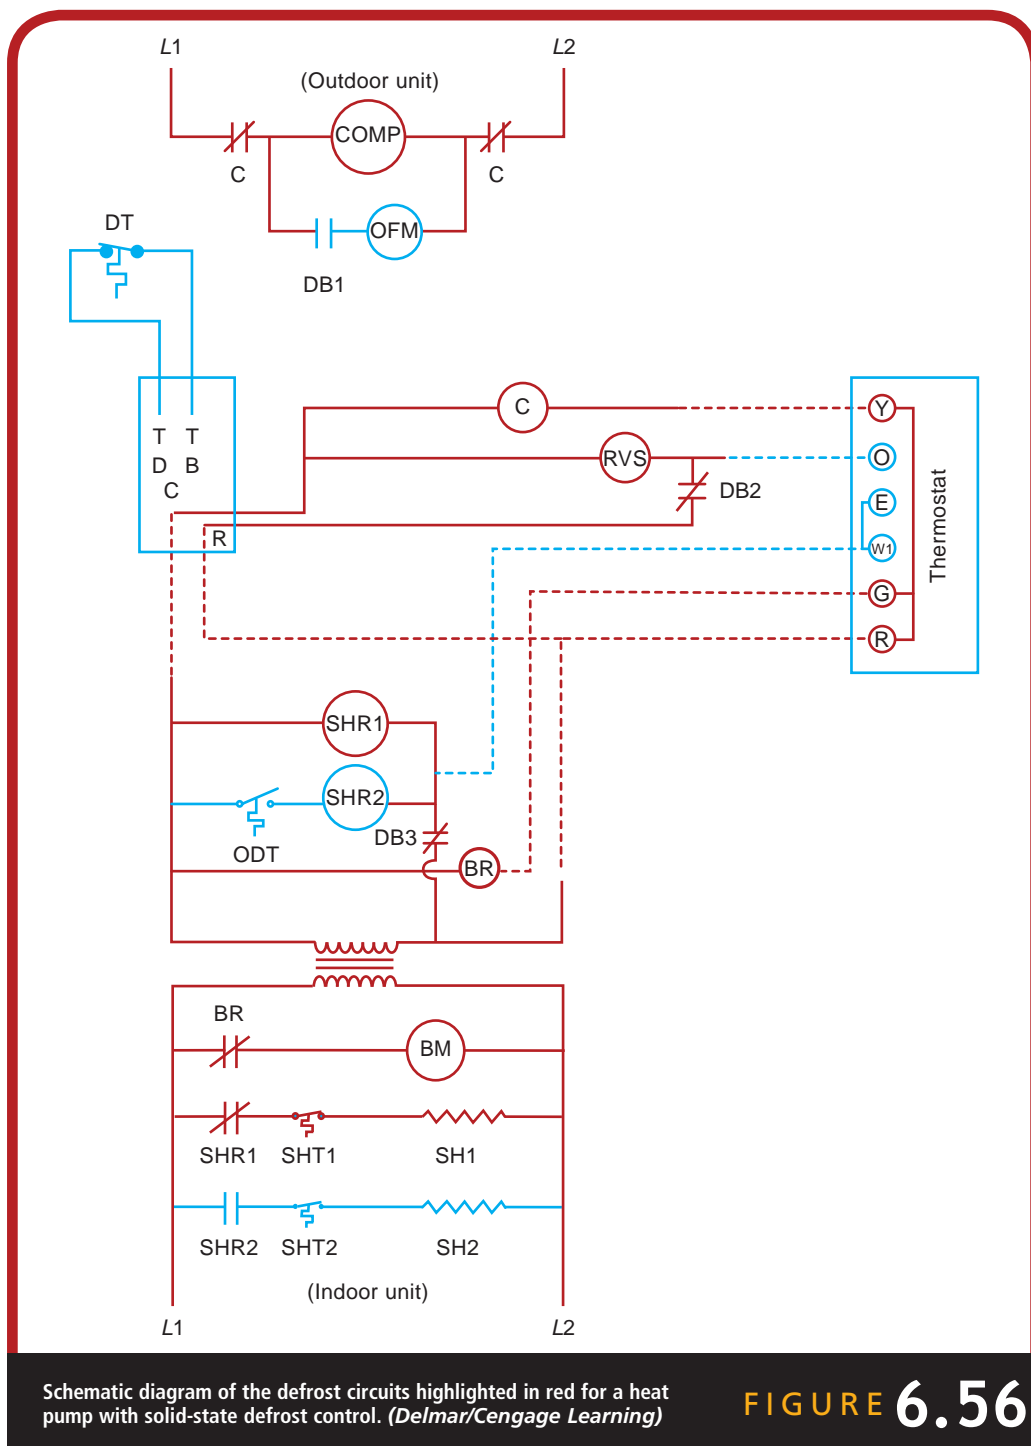 L1 L2
(Outdoor unit)
COMP
C C
OFM
DB1
DT
T T
D B
C
R
C
RVS
DB2
Y
O
E
W1
G
R
Thermostat
SHR1
SHR2
ODT
DB3
BR
BR
BM
SHR1 SHT1 SH1
SHR2 SHT2 SH2
(Indoor unit)
L1 L2
Schematic diagram of the defrost circuits highlighted in red for a heat
pump with solid-state defrost control. (Delmar/Cengage Learning)
FIGURE 6.56